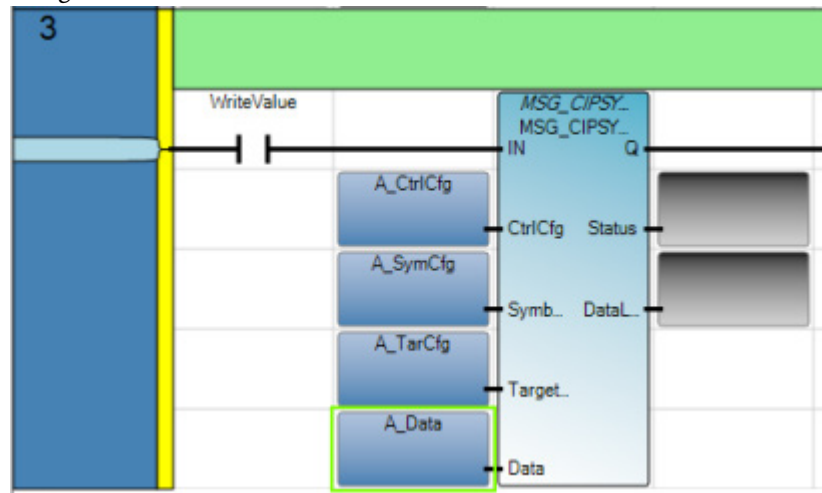 3
WriteValue
MSG_CIPSY...
MSG_CIPSY...
IN Q
A_CtrlCfg
CtrlCfg Status
A_SymCfg
Symb... DataL...
A_TarCfg
Target...
A_Data
Data